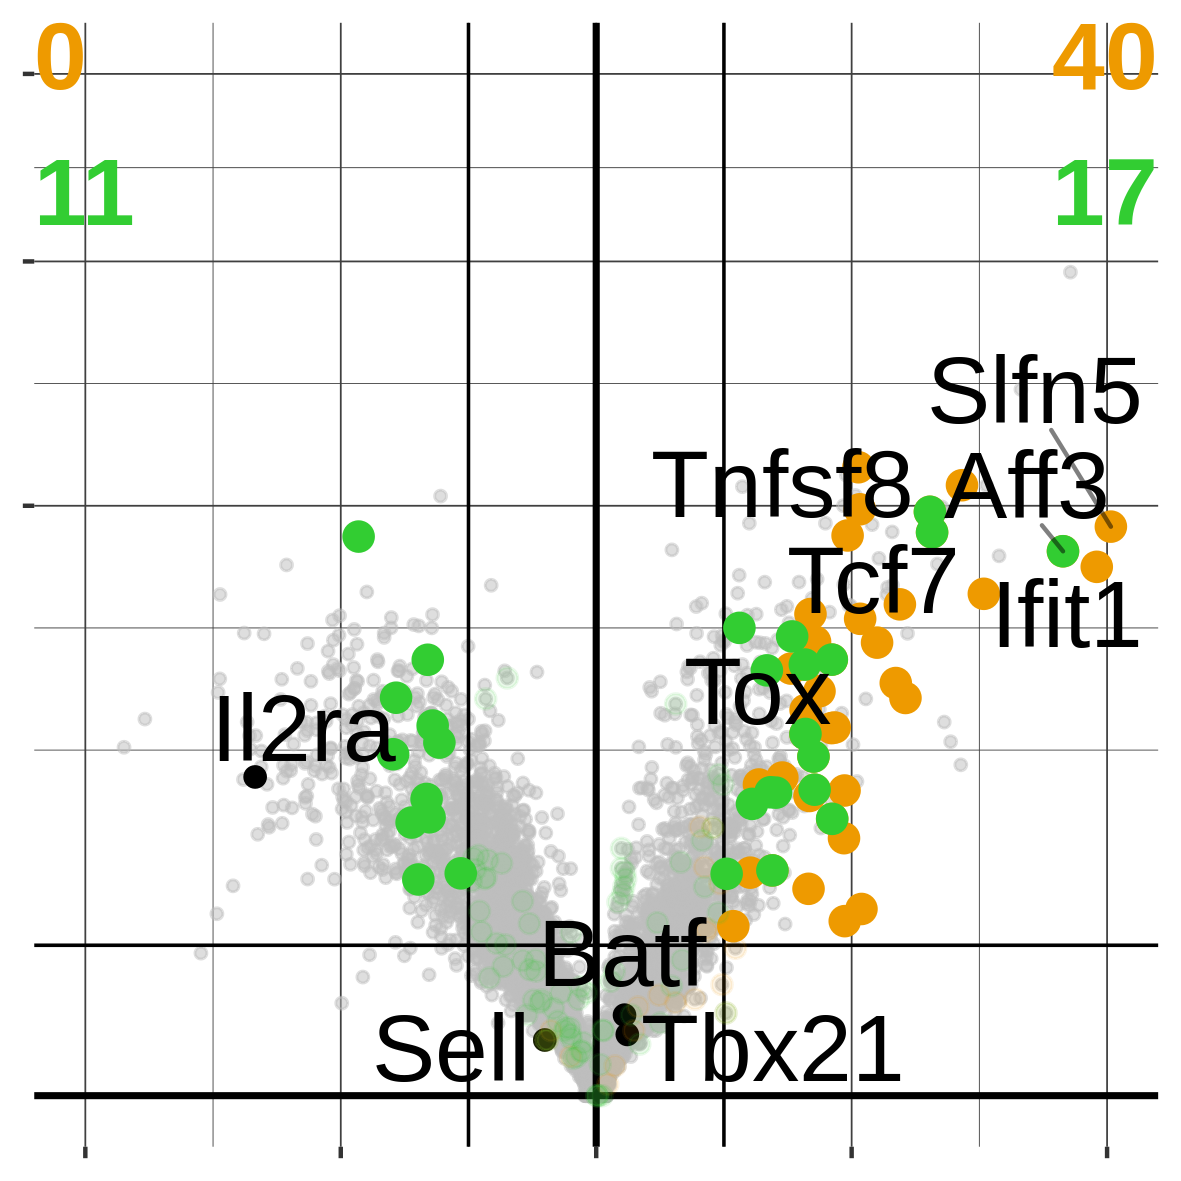 0 40
11 17
Slfn5
Tnfsf8 Aff3
Tcf7
Ifit1
Tox
Il2ra
Batf
Sell Tbx21